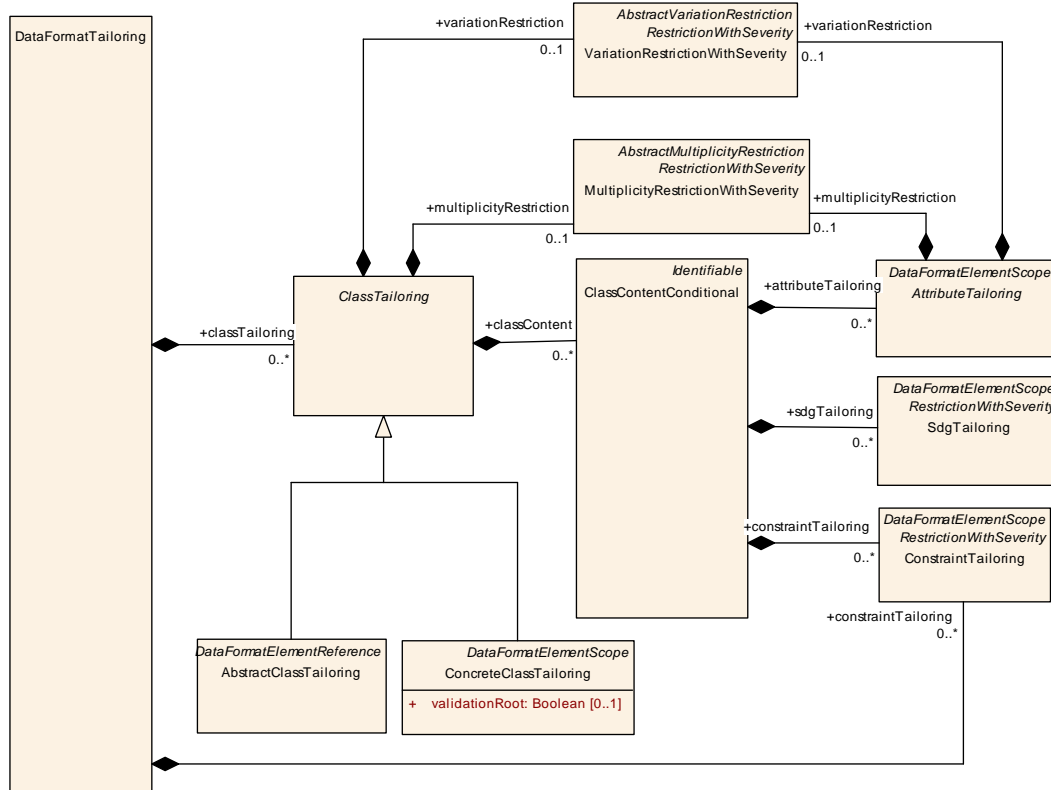 DataFormatTailoring
+variationRestriction
0..1
AbstractVariationRestriction
RestrictionWithSeverity
VariationRestrictionWithSeverity
+variationRestriction
0..1
AbstractMultiplicityRestriction
RestrictionWithSeverity
MultiplicityRestrictionWithSeverity
+multiplicityRestriction
0..1
+multiplicityRestriction
0..1
ClassTailoring
+classTailoring
0..*
+classContent
0..*
Identifiable
ClassContentConditional
+attributeTailoring
0..*
DataFormatElementScope
AttributeTailoring
+sdgTailoring
0..*
DataFormatElementScope
RestrictionWithSeverity
SdgTailoring
+constraintTailoring
0..*
DataFormatElementScope
RestrictionWithSeverity
ConstraintTailoring
+constraintTailoring
0..*
DataFormatElementReference
AbstractClassTailoring
DataFormatElementScope
ConcreteClassTailoring
+ validationRoot: Boolean [0..1]